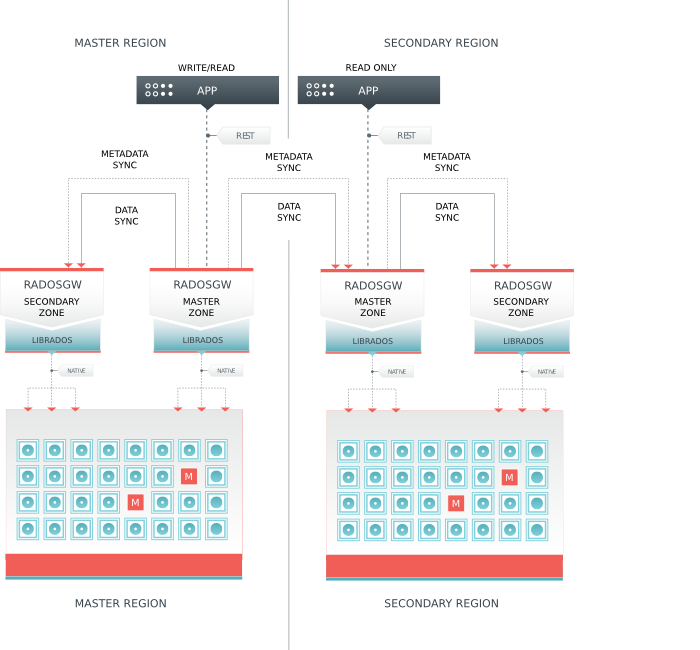 MASTER REGION
SECONDARY REGION
WRITE/READ
READ ONLY
APP
APP
REST
REST
METADATA
SYNC
METADATA
SYNC
METADATA
SYNC
DATA
SYNC
DATA
SYNC
DATA
SYNC
RADOSGW
SECONDARY
ZONE
LIBRADOS
RADOSGW
MASTER
ZONE
LIBRADOS
RADOSGW
MASTER
ZONE
LIBRADOS
RADOSGW
SECONDARY
ZONE
LIBRADOS
NATIVE
NATIVE
NATIVE
NATIVE
M
M
M
M
MASTER REGION
SECONDARY REGION